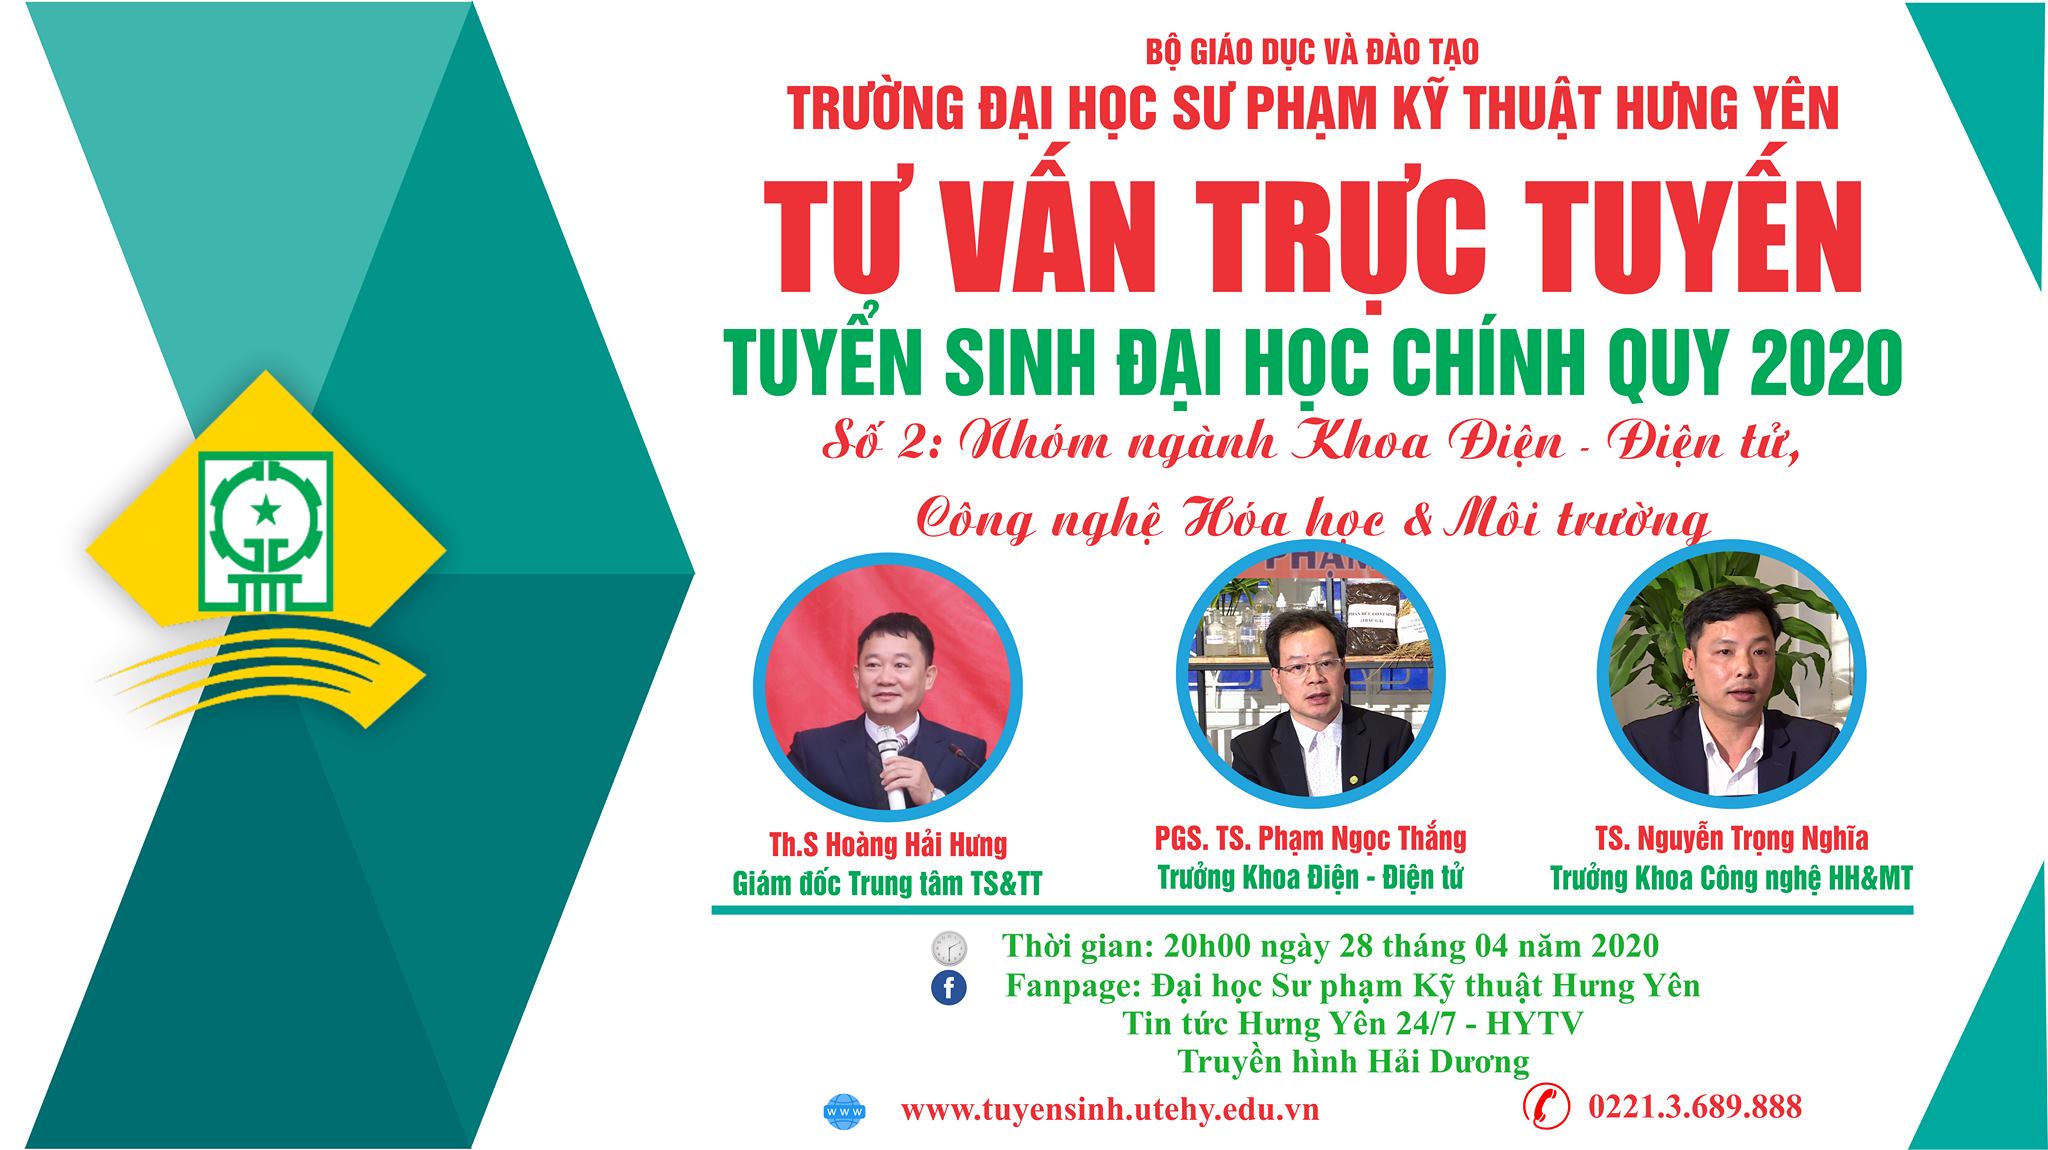 BỘ GIÁO DỤC VÀ ĐÀO TẠO
TRƯỜNG ĐẠI HỌC SƯ PHẠM KỸ THUẬT HƯNG YÊN
TƯ VẤN TRỰC TUYẾN
TUYỂN SINH ĐẠI HỌC CHÍNH QUY 2020
Số 2: Nhóm ngành Khoa Điện - Điện tử,
Công nghệ Hóa học & Môi trường
PHẠM
Th.S Hoàng Hải Hưng
Giám đốc Trung tâm TS&TT
PGS. TS. Phạm Ngọc Thắng
Trưởng Khoa Điện - Điện tử
TS. Nguyễn Trọng Nghĩa
Trưởng Khoa Công nghệ HH&MT
Thời gian: 20h00 ngày 28 tháng 04 năm 2020
Fanpage: Đại học Sư phạm Kỹ thuật Hưng Yên
Tin tức Hưng Yên 24/7 - HYTV
Truyền hình Hải Dương
www www.tuyensinh.utehy.edu.vn
0221.3.689.888